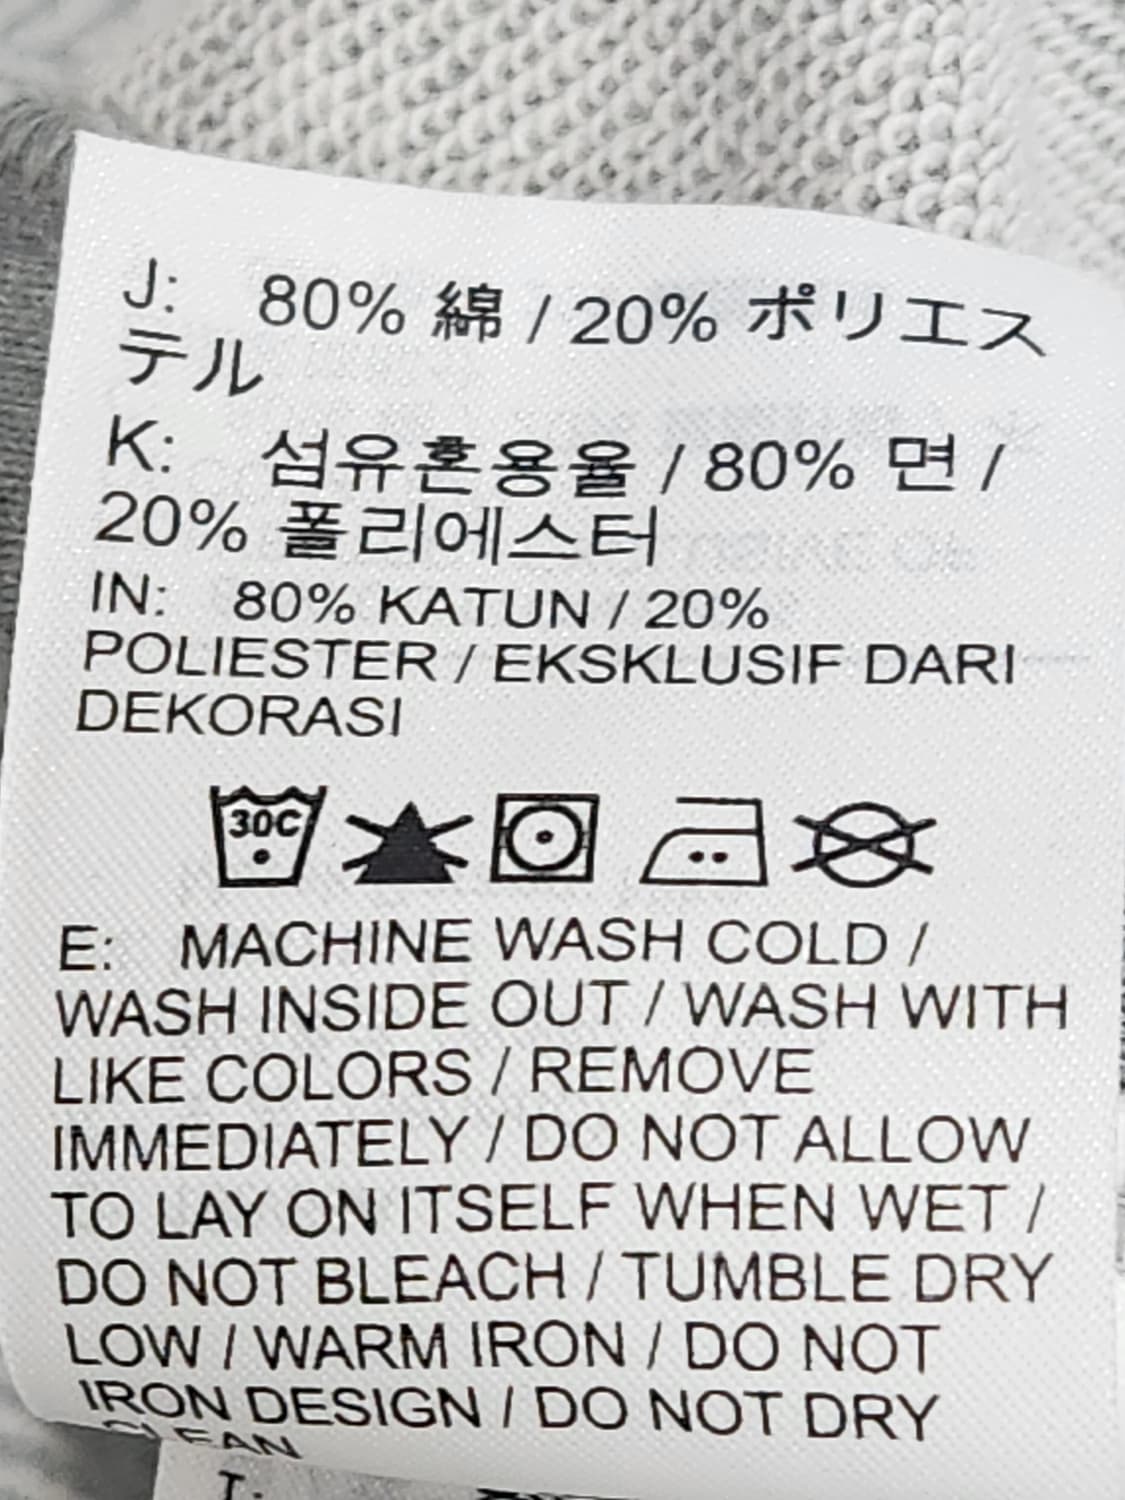 J: 80% 綿 / 20% ポリエス
テル
K: 섬유혼용율 / 80% 면 /
20% 폴리에스터
IN: 80% KATUN / 20%
POLIESTER / EKSKLUSIF DARI
DEKORASI
30C
E: MACHINE WASH COLD /
WASH INSIDE OUT / WASH WITH
LIKE COLORS / REMOVE
IMMEDIATELY / DO NOT ALLOW
TO LAY ON ITSELF WHEN WET /
DO NOT BLEACH / TUMBLE DRY
LOW / WARM IRON / DO NOT
IRON DESIGN / DO NOT DRY
CLEAN